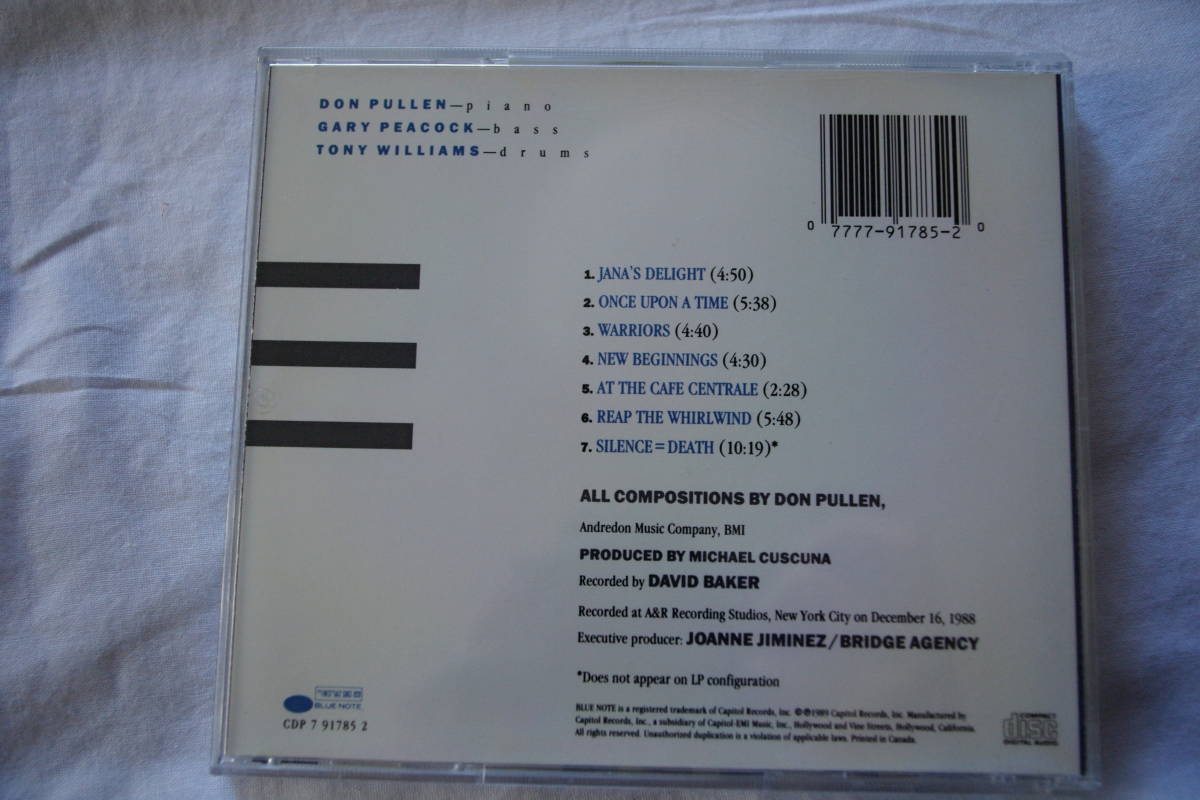 DON PULLEN—piano
GARY PEACOCK—bass
TONY WILLIAMS—drums
0 7777-91785-2 0
1. JANA'S DELIGHT (4:50)
2. ONCE UPON A TIME (5:38)
3. WARRIORS (4:40)
4. NEW BEGINNINGS (4:30)
5. AT THE CAFE CENTRALE (2:28)
6. REAP THE WHIRLWIND (5:48)
7. SILENCE=DEATH (10:19)*
ALL COMPOSITIONS BY DON PULLEN,
Andredon Music Company, BMI
PRODUCED BY MICHAEL CUSCUNA
Recorded by DAVID BAKER
Recorded at A&R Recording Studios, New York City on December 16, 1988
Executive producer: JOANNE JIMINEZ/BRIDGE AGENCY
*Does not appear on LP configuration
BLUE NOTE is a registered trademark of Capitol Records, Inc. ©℗1989 Capitol Records, Inc. Manufactured by
Capitol Records, Inc., a subsidiary of Capitol-EMI Music, Inc., Hollywood and Vine Streets, Hollywood, California.
All rights reserved. Unauthorized duplication is a violation of applicable laws. Printed in Canada.
BLUE NOTE
CDP 7 91785 2
COMPACT
disc
DIGITAL AUDIO